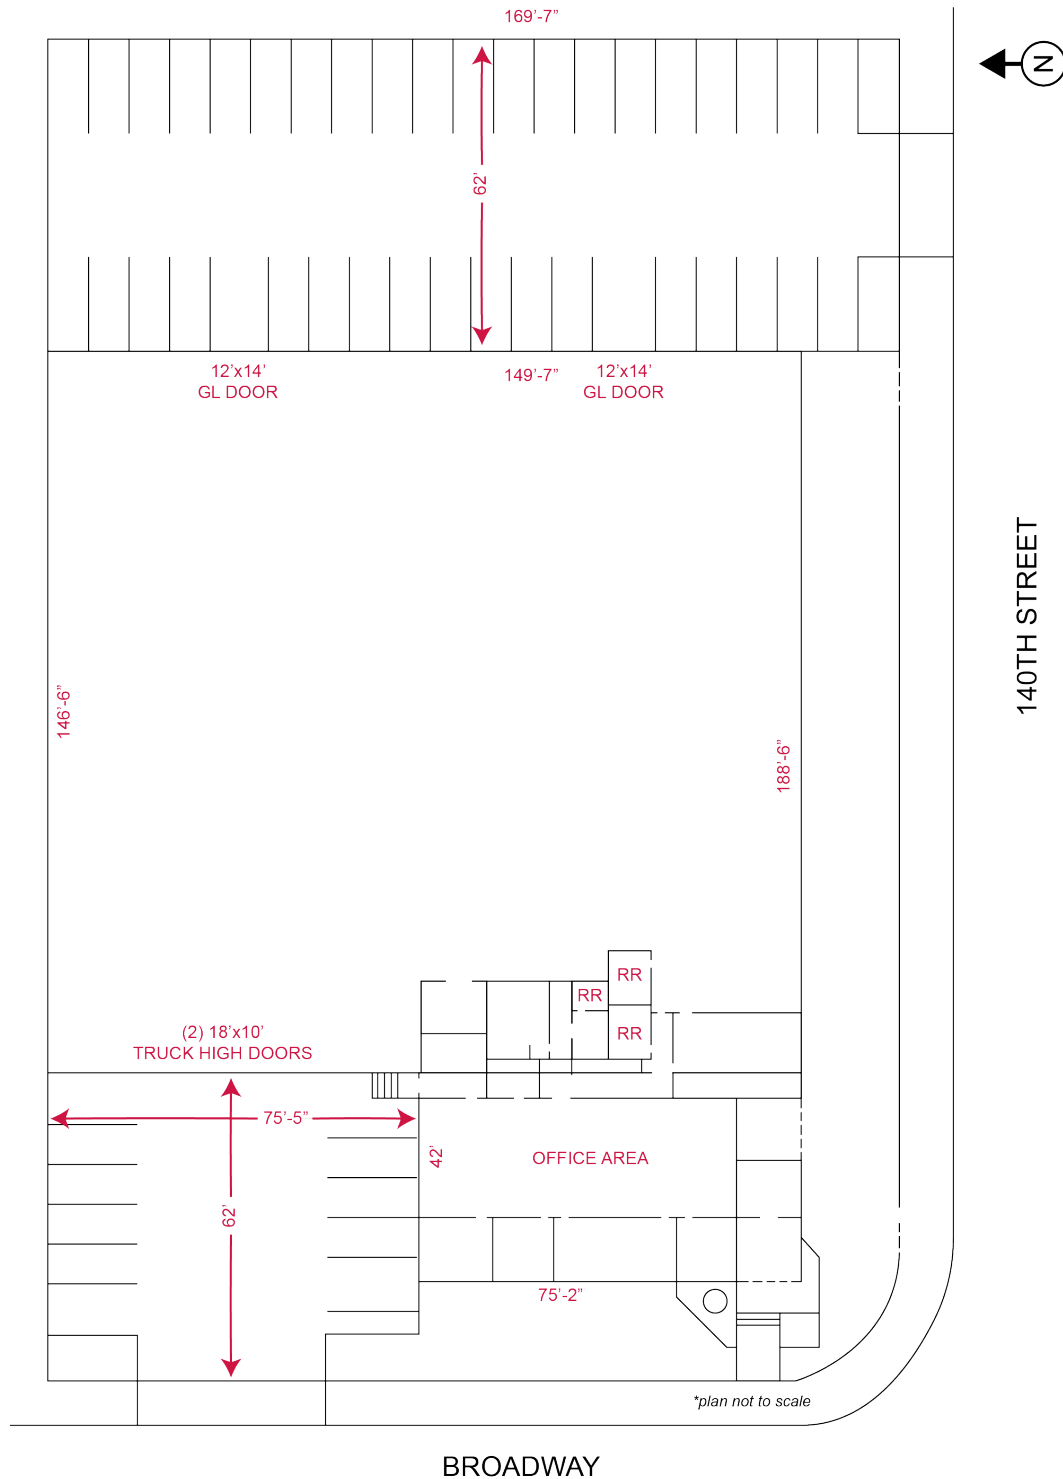 169'-7"
N
62'
12'x14'
GL DOOR
149'-7"
12'x14'
GL DOOR
140TH STREET
146'-6"
188'-6"
RR
RR
RR
(2) 18'x10'
TRUCK HIGH DOORS
75'-5"
42'
OFFICE AREA
62'
75'-2"
*plan not to scale
BROADWAY